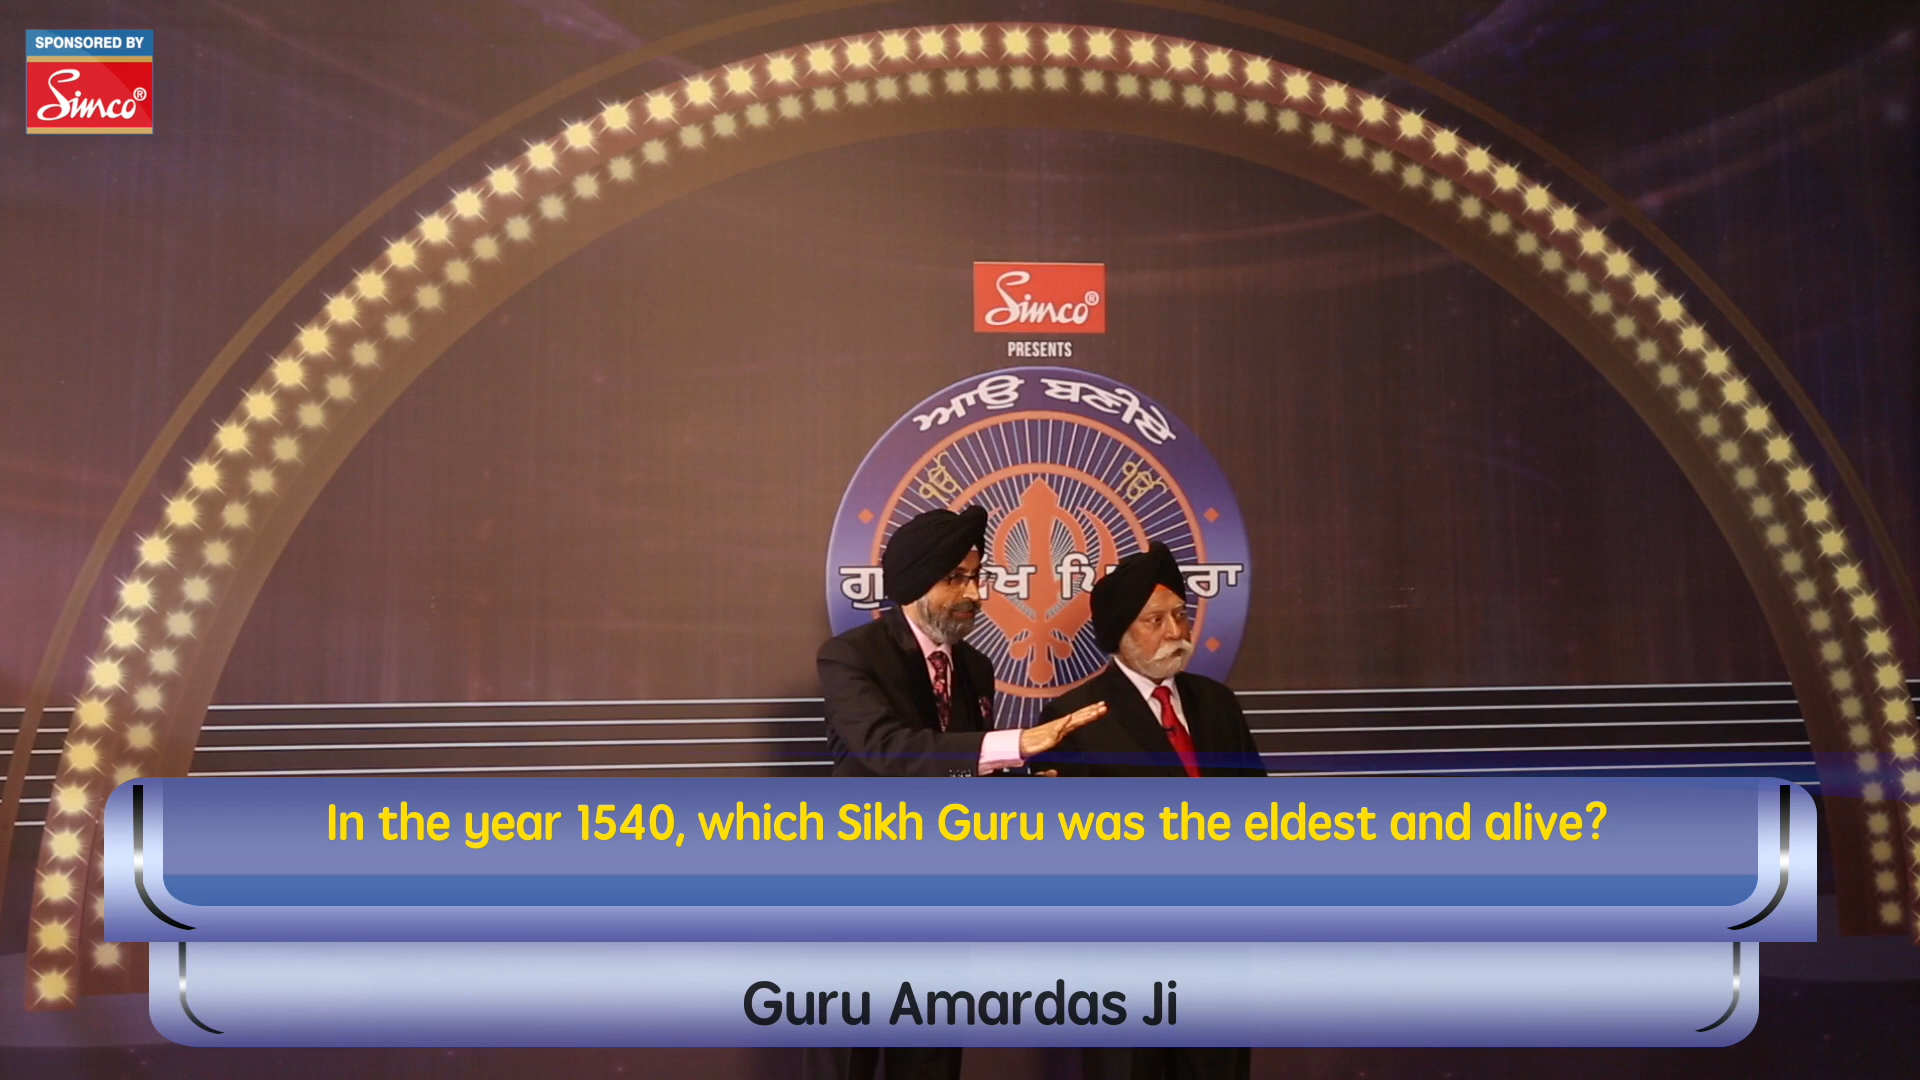 SPONSORED BY
Simco®
Simco®
PRESENTS
ਆਉ ਬਣੀਏ
ੴ ੴ
In the year 1540, which Sikh Guru was the eldest and alive?
Guru Amardas Ji